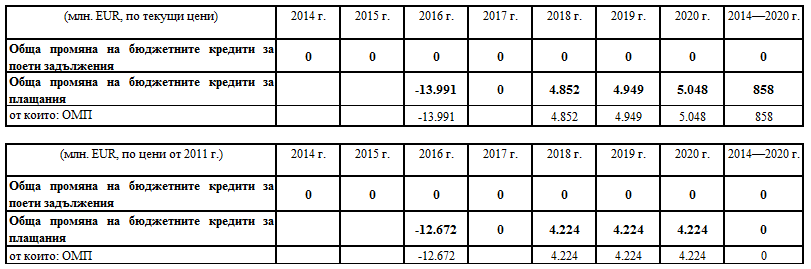 (млн. EUR, по текущи цени) 2014 г. 2015 г. 2016 г. 2017 г. 2018 г. 2019 г. 2020 г. 2014—2020 г.
Обща промяна на бюджетните кредити за
поети задължения 0 0 0 0 0 0 0 0
Обща промяна на бюджетните кредити за
плащания -13.991 0 4.852 4.949 5.048 858
от които: ОМП -13.991 4.852 4.949 5.048 858
(млн. EUR, по цени от 2011 г.) 2014 г. 2015 г. 2016 г. 2017 г. 2018 г. 2019 г. 2020 г. 2014—2020 г.
Обща промяна на бюджетните кредити за
поети задължения 0 0 0 0 0 0 0 0
Обща промяна на бюджетните кредити за
плащания -12.672 0 4.224 4.224 4.224 0
от които: ОМП -12.672 4.224 4.224 4.224 0